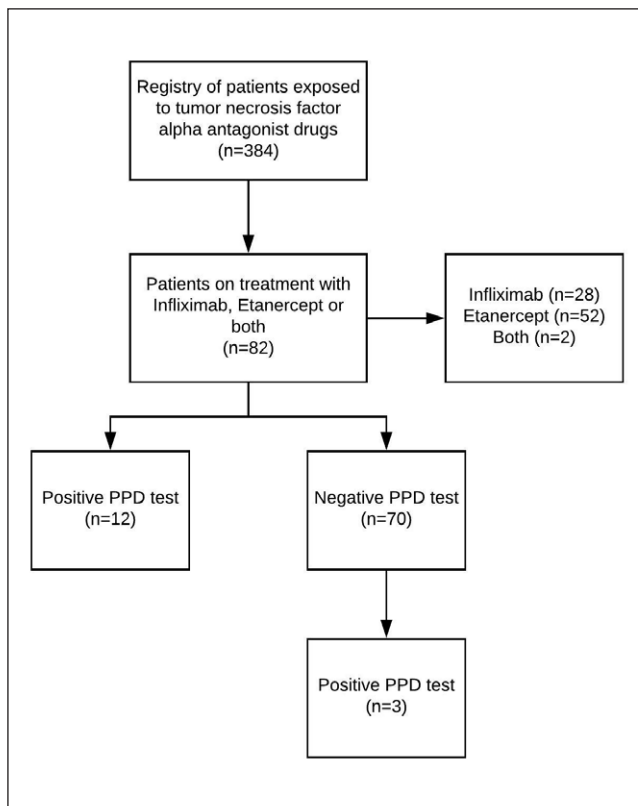 Registry of patients exposed
to tumor necrosis factor
alpha antagonist drugs
(n=384)
Patients on treatment with
Infliximab, Etanercept or
both
(n=82)
Infliximab (n=28)
Etanercept (n=52)
Both (n=2)
Positive PPD test
(n=12)
Negative PPD test
(n=70)
Positive PPD test
(n=3)